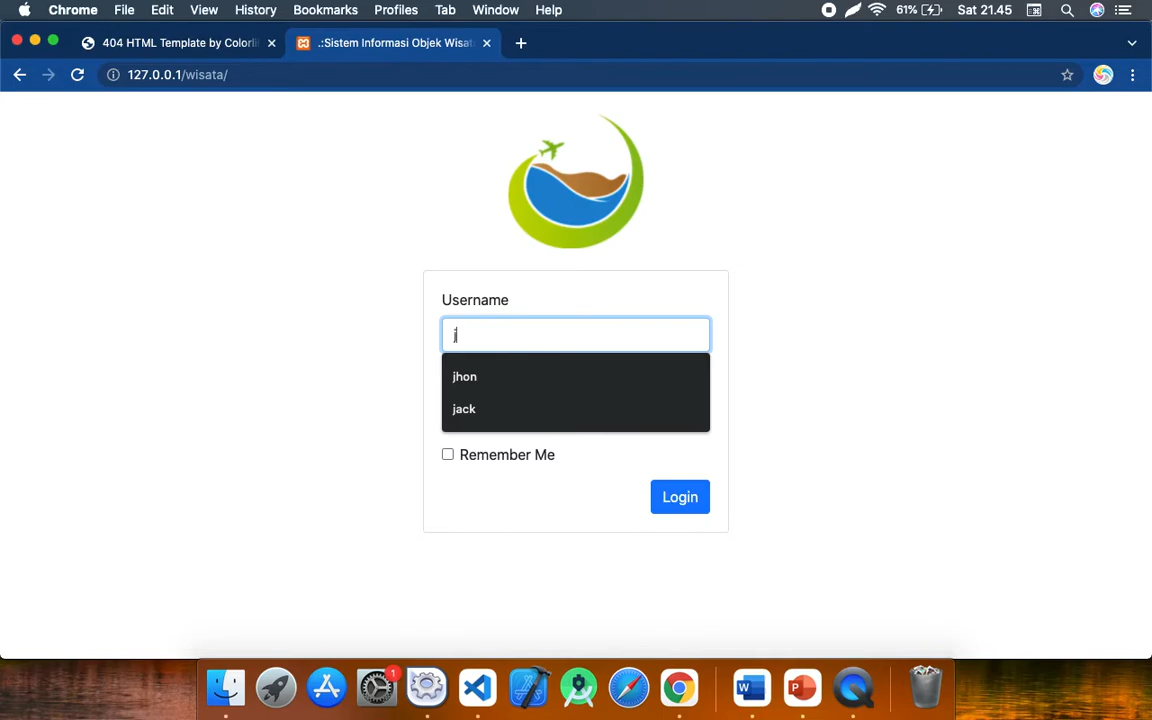 Chrome File Edit View History Bookmarks Profiles Tab Window Help 61% Sat 21.45
404 HTML Template by Colorli .:Sistem Informasi Objek Wisat
127.0.0.1/wisata/
Username
j
jhon
jack
Remember Me
Login
1
W P